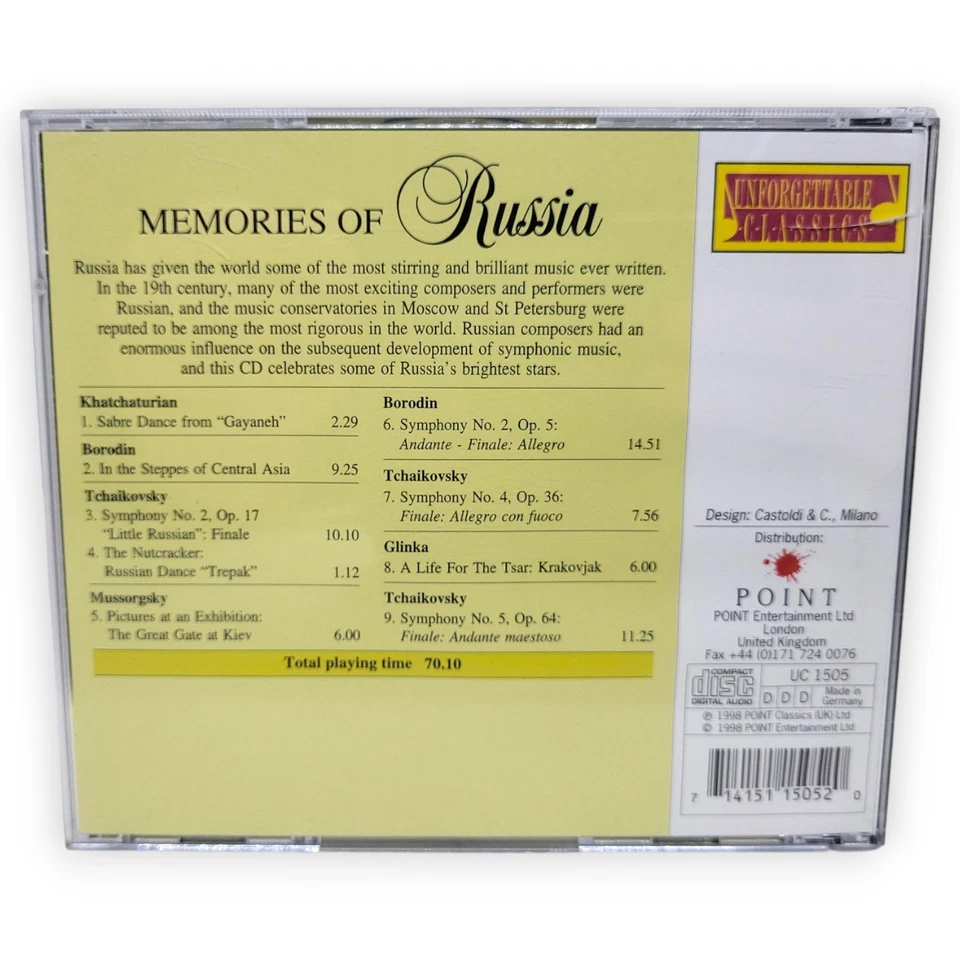 MEMORIES OF Russia
Russia has given the world some of the most stirring and brilliant music ever written.
In the 19th century, many of the most exciting composers and performers were
Russian, and the music conservatories in Moscow and St Petersburg were
reputed to be among the most rigorous in the world. Russian composers had an
enormous influence on the subsequent development of symphonic music,
and this CD celebrates some of Russia's brightest stars.
Khatchaturian
1. Sabre Dance from "Gayaneh" 2.29
Borodin
2. In the Steppes of Central Asia 9.25
Tchaikovsky
3. Symphony No. 2, Op. 17
"Little Russian": Finale 10.10
4. The Nutcracker:
Russian Dance "Trepak" 1.12
Mussorgsky
5. Pictures at an Exhibition:
The Great Gate at Kiev 6.00
Borodin
6. Symphony No. 2, Op. 5:
Andante - Finale: Allegro 14.51
Tchaikovsky
7. Symphony No. 4, Op. 36:
Finale: Allegro con fuoco 7.56
Glinka
8. A Life For The Tsar: Krakovjak 6.00
Tchaikovsky
9. Symphony No. 5, Op. 64:
Finale: Andante maestoso 11.25
Total playing time 70.10
UNFORGETTABLE
·C·L·A·S·S·I·C·S·
Design: Castoldi & C., Milano
Distribution:
POINT
POINT Entertainment Ltd
London
United Kingdom
Fax +44 (0)171 724 0076
COMPACT
disc
DIGITAL AUDIO
UC 1505
D D D
Made in
Germany
℗ 1998 POINT Classics (UK) Ltd
© 1998 POINT Entertainment Ltd
7 14151 15052 0